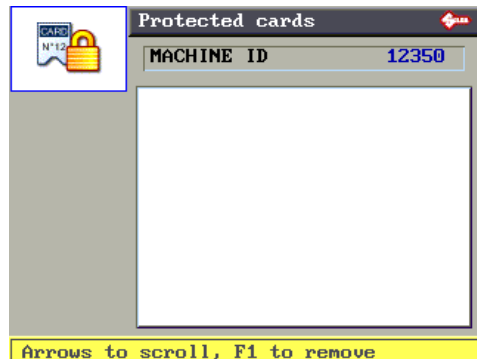 CARD
N°12
Protected cards
MACHINE ID 12350
Arrows to scroll, F1 to remove